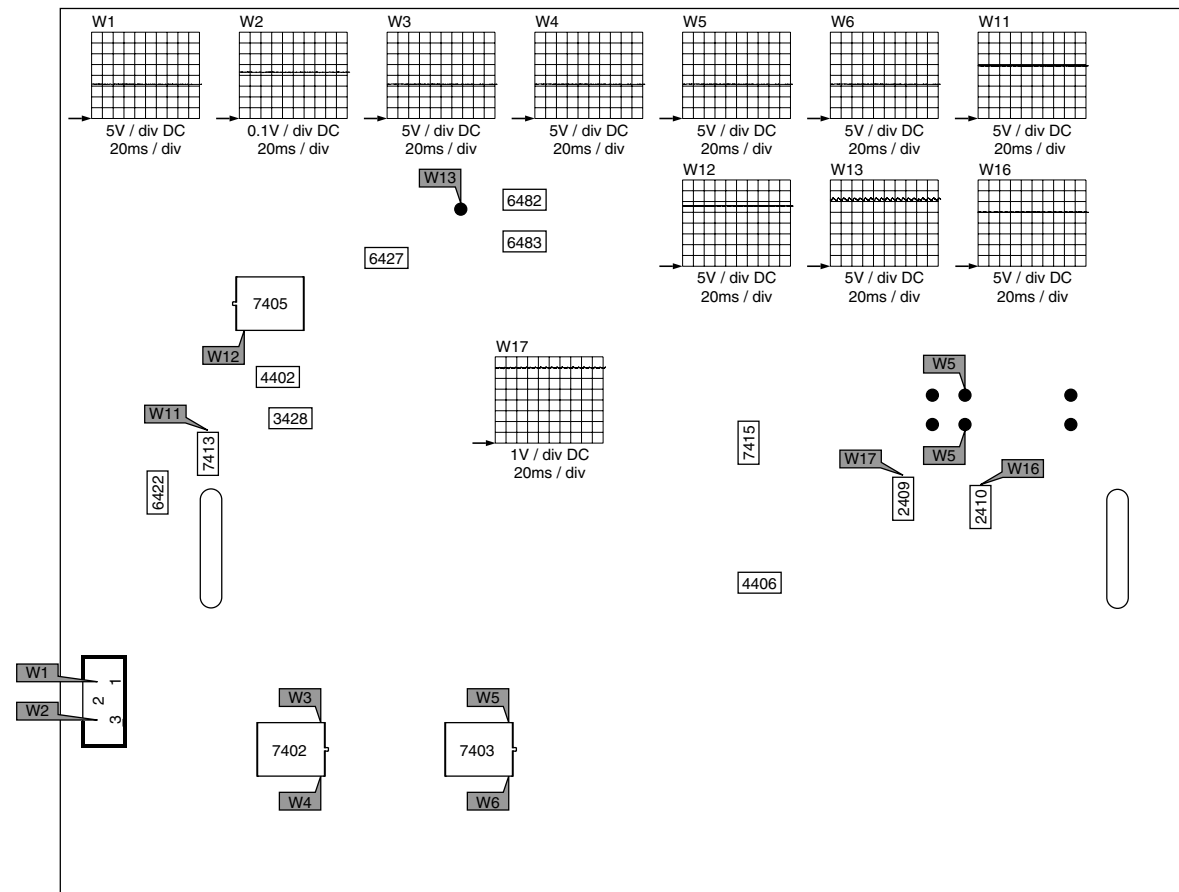 W1 W2 W3 W4 W5 W6 W11
5V / div DC 0.1V / div DC 5V / div DC 5V / div DC 5V / div DC 5V / div DC 5V / div DC
20ms / div 20ms / div 20ms / div 20ms / div 20ms / div 20ms / div 20ms / div
W12 W13 W16
5V / div DC 5V / div DC 5V / div DC
20ms / div 20ms / div 20ms / div
W13
6482
6483
6427
7405
W12
W17
1V / div DC
20ms / div
4402
3428
W11
7413
6422
W5
W5
7415
W17
2409
W16
2410
4406
W1
W2
1
2
3
W3
7402
W4
W5
7403
W6